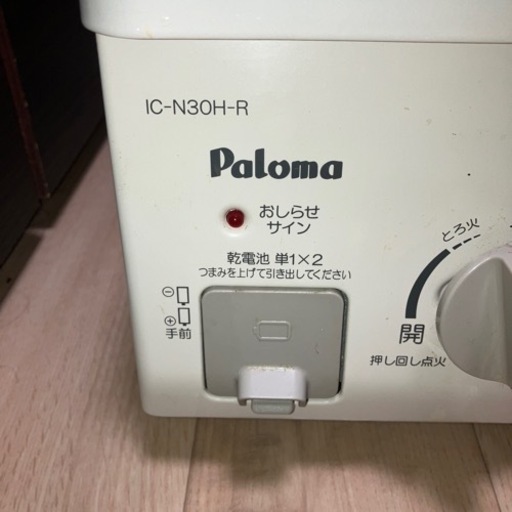 IC-N30H-R
Paloma
おしらせ
サイン
乾電池 単1×2
つまみを上げて引き出してください
⊖
⊕
手前
とろ火
開
押し回し点火